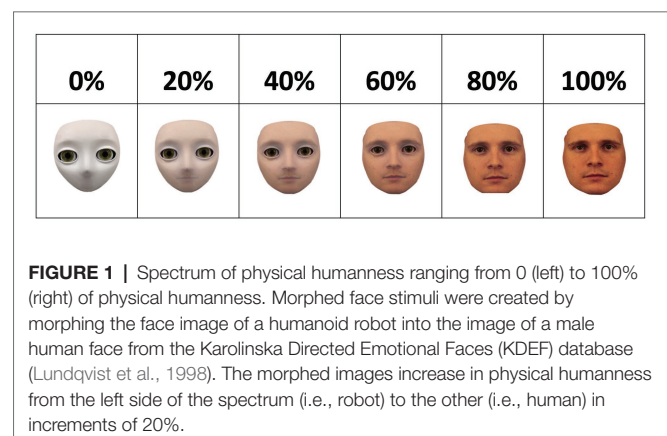 0% 20% 40% 60% 80% 100%
FIGURE 1 | Spectrum of physical humanness ranging from 0 (left) to 100%
(right) of physical humanness. Morphed face stimuli were created by
morphing the face image of a humanoid robot into the image of a male
human face from the Karolinska Directed Emotional Faces (KDEF) database
(Lundqvist et al., 1998). The morphed images increase in physical humanness
from the left side of the spectrum (i.e., robot) to the other (i.e., human) in
increments of 20%.